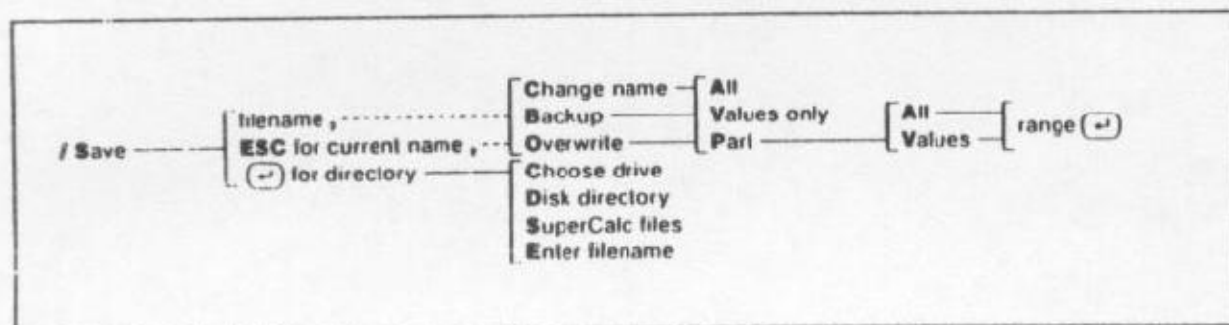 / Save
filename ,
ESC for current name ,
↵ for directory
Change name
Backup
Overwrite
All
Values only
Part
All
Values
range ↵
Choose drive
Disk directory
SuperCalc files
Enter filename